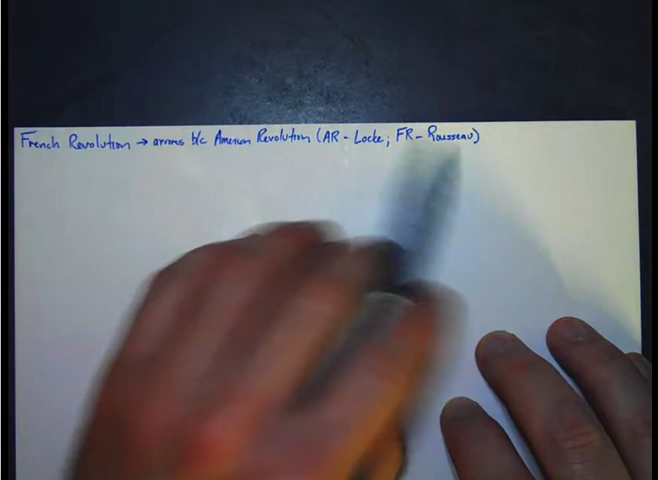 French Revolution → arrives b/c American Revolution (AR - Locke; FR - Rousseau)